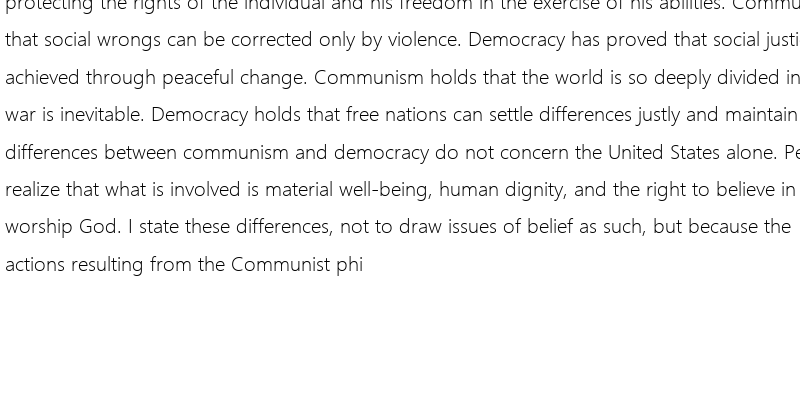 protecting the rights of the individual and his freedom in the exercise of his abilities.
that social wrongs can be corrected only by violence. Democracy has proved that social
achieved through peaceful change. Communism holds that the world is so deeply divided
war is inevitable. Democracy holds that free nations can settle differences justly and maintain
differences between communism and democracy do not concern the United States alone.
realize that what is involved is material well-being, human dignity, and the right to believe in
worship God. I state these differences, not to draw issues of belief as such, but because the
actions resulting from the Communist phi